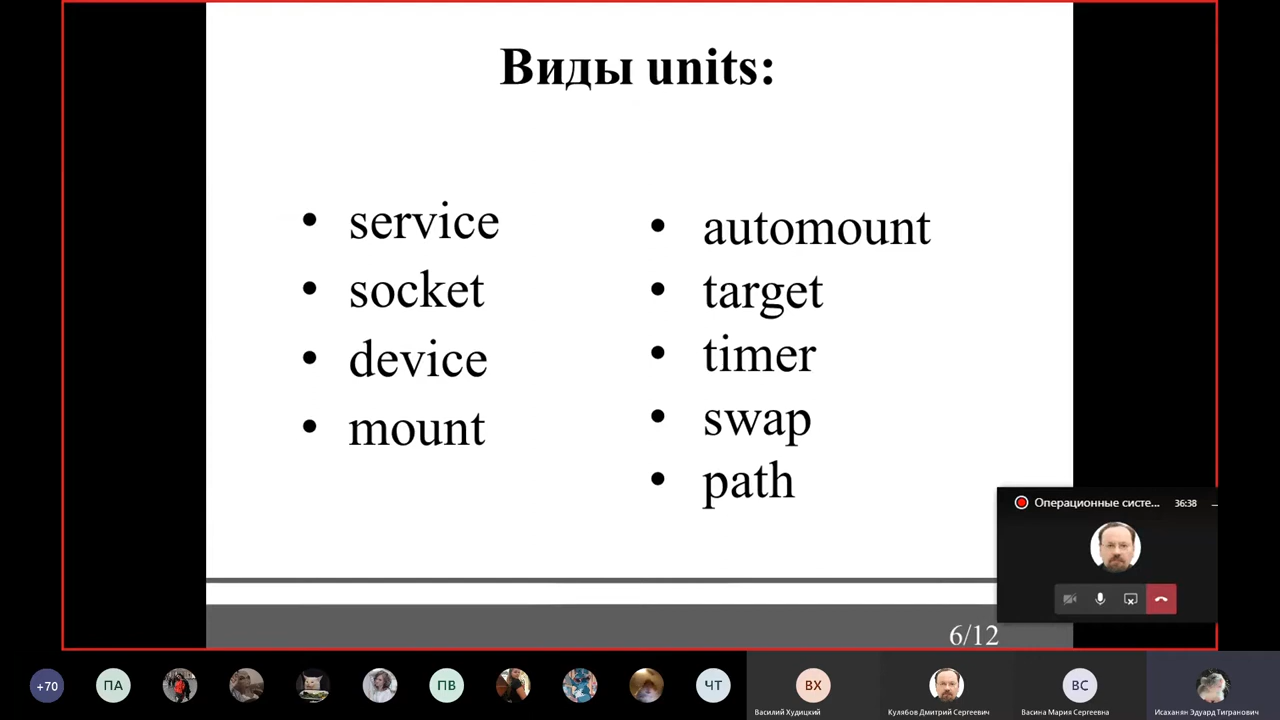 Виды units:
• service
• socket
• device
• mount
• automount
• target
• timer
• swap
• path
6/12
Операционные систе...
36:38
+70
ПА
ПВ
ЧТ
ВХ
ВС
Василий Худицкий
Кулябов Дмитрий Сергеевич
Васина Мария Сергеевна
Исаханян Эдуард Тигранович